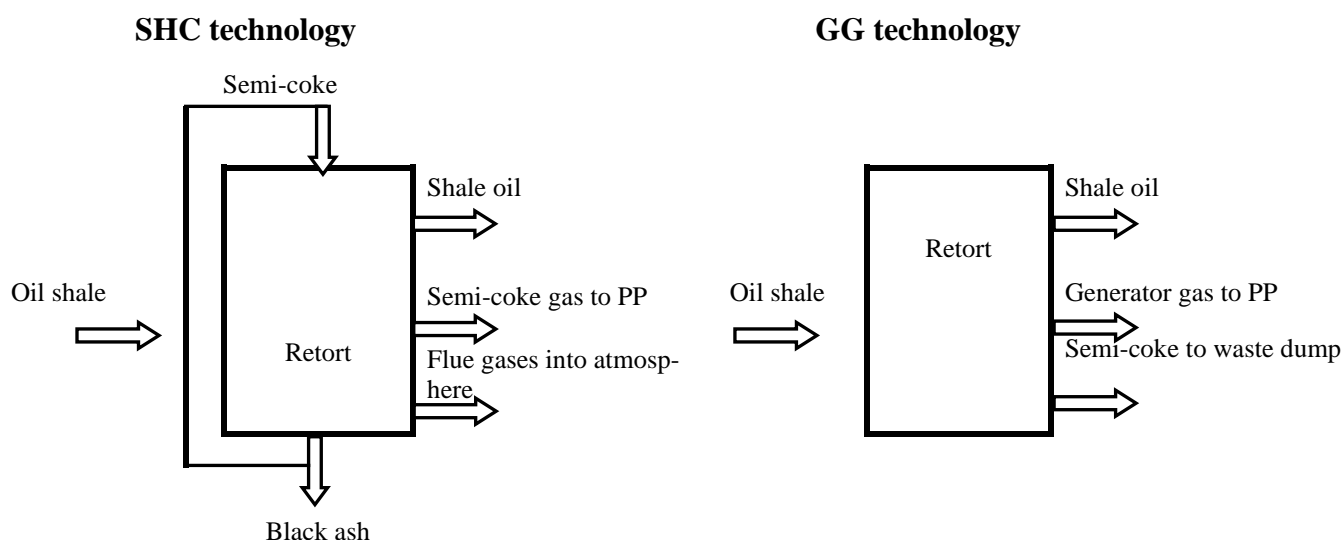 SHC technology
Semi-coke
Shale oil
Oil shale
Semi-coke gas to PP
Retort
Flue gases into atmosp-
here
Black ash
GG technology
Shale oil
Retort
Oil shale
Generator gas to PP
Semi-coke to waste dump